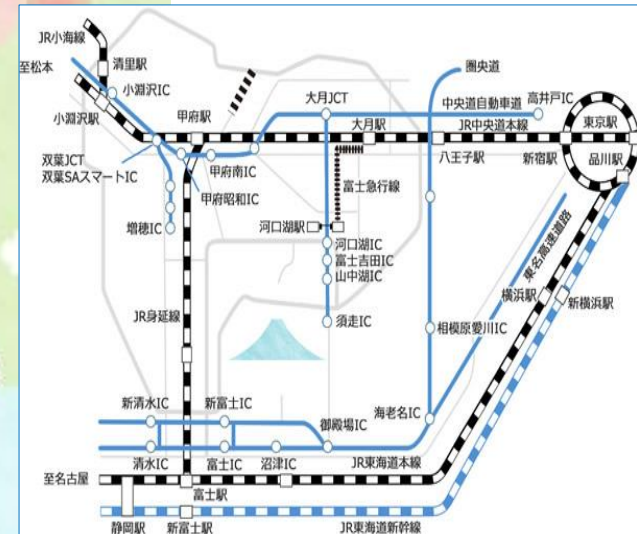 JR小海線
至松本
清里駅
小淵沢IC
小淵沢駅
甲府駅
大月JCT
圏央道
中央道自動車道
高井戸IC
大月駅
JR中央道本線
東京駅
八王子駅
新宿駅
品川駅
双葉JCT
双葉SAスマートIC
甲府南IC
甲府昭和IC
富士急行線
増穂IC
河口湖駅
河口湖IC
富士吉田IC
山中湖IC
須走IC
東名高速道路
横浜駅
新横浜駅
JR身延線
相模原愛川IC
新清水IC
新富士IC
御殿場IC
海老名IC
清水IC
富士IC
沼津IC
JR東海道本線
至名古屋
富士駅
静岡駅
新富士駅
JR東海道新幹線